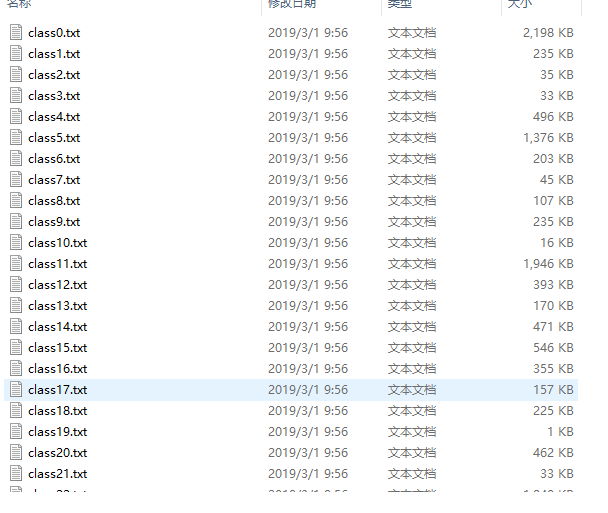 名称 修改日期 类型 大小
class0.txt 2019/3/1 9:56 文本文档 2,198 KB
class1.txt 2019/3/1 9:56 文本文档 235 KB
class2.txt 2019/3/1 9:56 文本文档 35 KB
class3.txt 2019/3/1 9:56 文本文档 33 KB
class4.txt 2019/3/1 9:56 文本文档 496 KB
class5.txt 2019/3/1 9:56 文本文档 1,376 KB
class6.txt 2019/3/1 9:56 文本文档 203 KB
class7.txt 2019/3/1 9:56 文本文档 45 KB
class8.txt 2019/3/1 9:56 文本文档 107 KB
class9.txt 2019/3/1 9:56 文本文档 235 KB
class10.txt 2019/3/1 9:56 文本文档 16 KB
class11.txt 2019/3/1 9:56 文本文档 1,946 KB
class12.txt 2019/3/1 9:56 文本文档 393 KB
class13.txt 2019/3/1 9:56 文本文档 170 KB
class14.txt 2019/3/1 9:56 文本文档 471 KB
class15.txt 2019/3/1 9:56 文本文档 546 KB
class16.txt 2019/3/1 9:56 文本文档 355 KB
class17.txt 2019/3/1 9:56 文本文档 157 KB
class18.txt 2019/3/1 9:56 文本文档 225 KB
class19.txt 2019/3/1 9:56 文本文档 1 KB
class20.txt 2019/3/1 9:56 文本文档 462 KB
class21.txt 2019/3/1 9:56 文本文档 33 KB